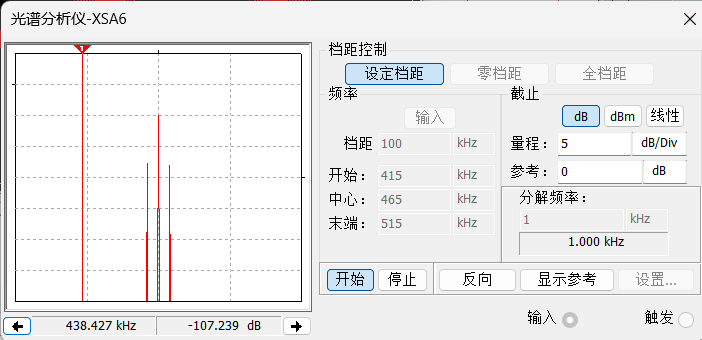 光谱分析仪-XSA6
档距控制
设定档距 零档距 全档距
频率
输入
档距 100 kHz
开始: 415 kHz
中心: 465 kHz
末端: 515 kHz
截止
dB dBm 线性
量程: 5 dB/Div
参考: 0 dB
分解频率:
1 kHz
1.000 kHz
开始 停止 反向 显示参考 设置...
438.427 kHz -107.239 dB
输入 触发